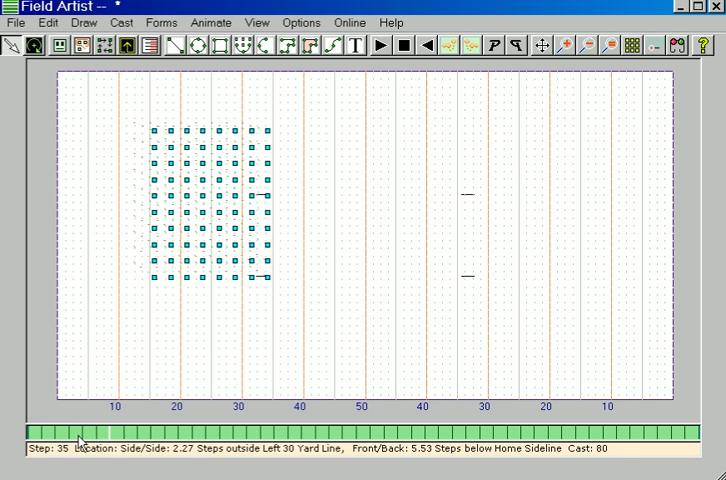 Field Artist -- *
File Edit Draw Cast Forms Animate View Options Online Help
T P ?
10 20 30 40 50 40 30 20 10
Step: 35 Location: Side/Side: 2.27 Steps outside Left 30 Yard Line, Front/Back: 5.53 Steps below Home Sideline Cast: 80